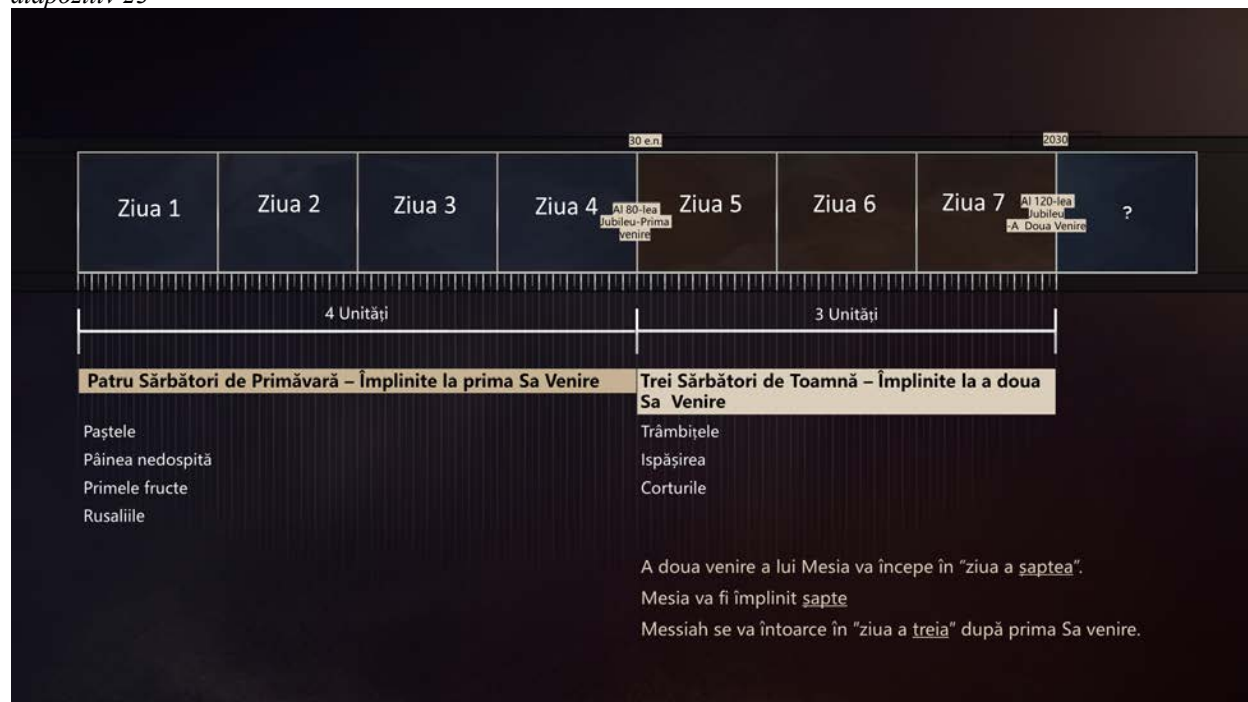 diapozitiv 23
30 e.n.
2030
Ziua 1
Ziua 2
Ziua 3
Ziua 4
Al 80-lea
Jubileu-Prima
venire
Ziua 5
Ziua 6
Ziua 7
Al 120-lea
Jubileu
-A Doua Venire
?
4 Unități
3 Unități
Patru Sărbători de Primăvară – Împlinite la prima Sa Venire
Trei Sărbători de Toamnă – Împlinite la a doua
Sa Venire
Paștele
Pâinea nedospită
Primele fructe
Rusaliile
Trâmbițele
Ispășirea
Corturile
A doua venire a lui Mesia va începe în "ziua a șaptea".
Mesia va fi împlinit șapte
Messiah se va întoarce în "ziua a treia" după prima Sa venire.